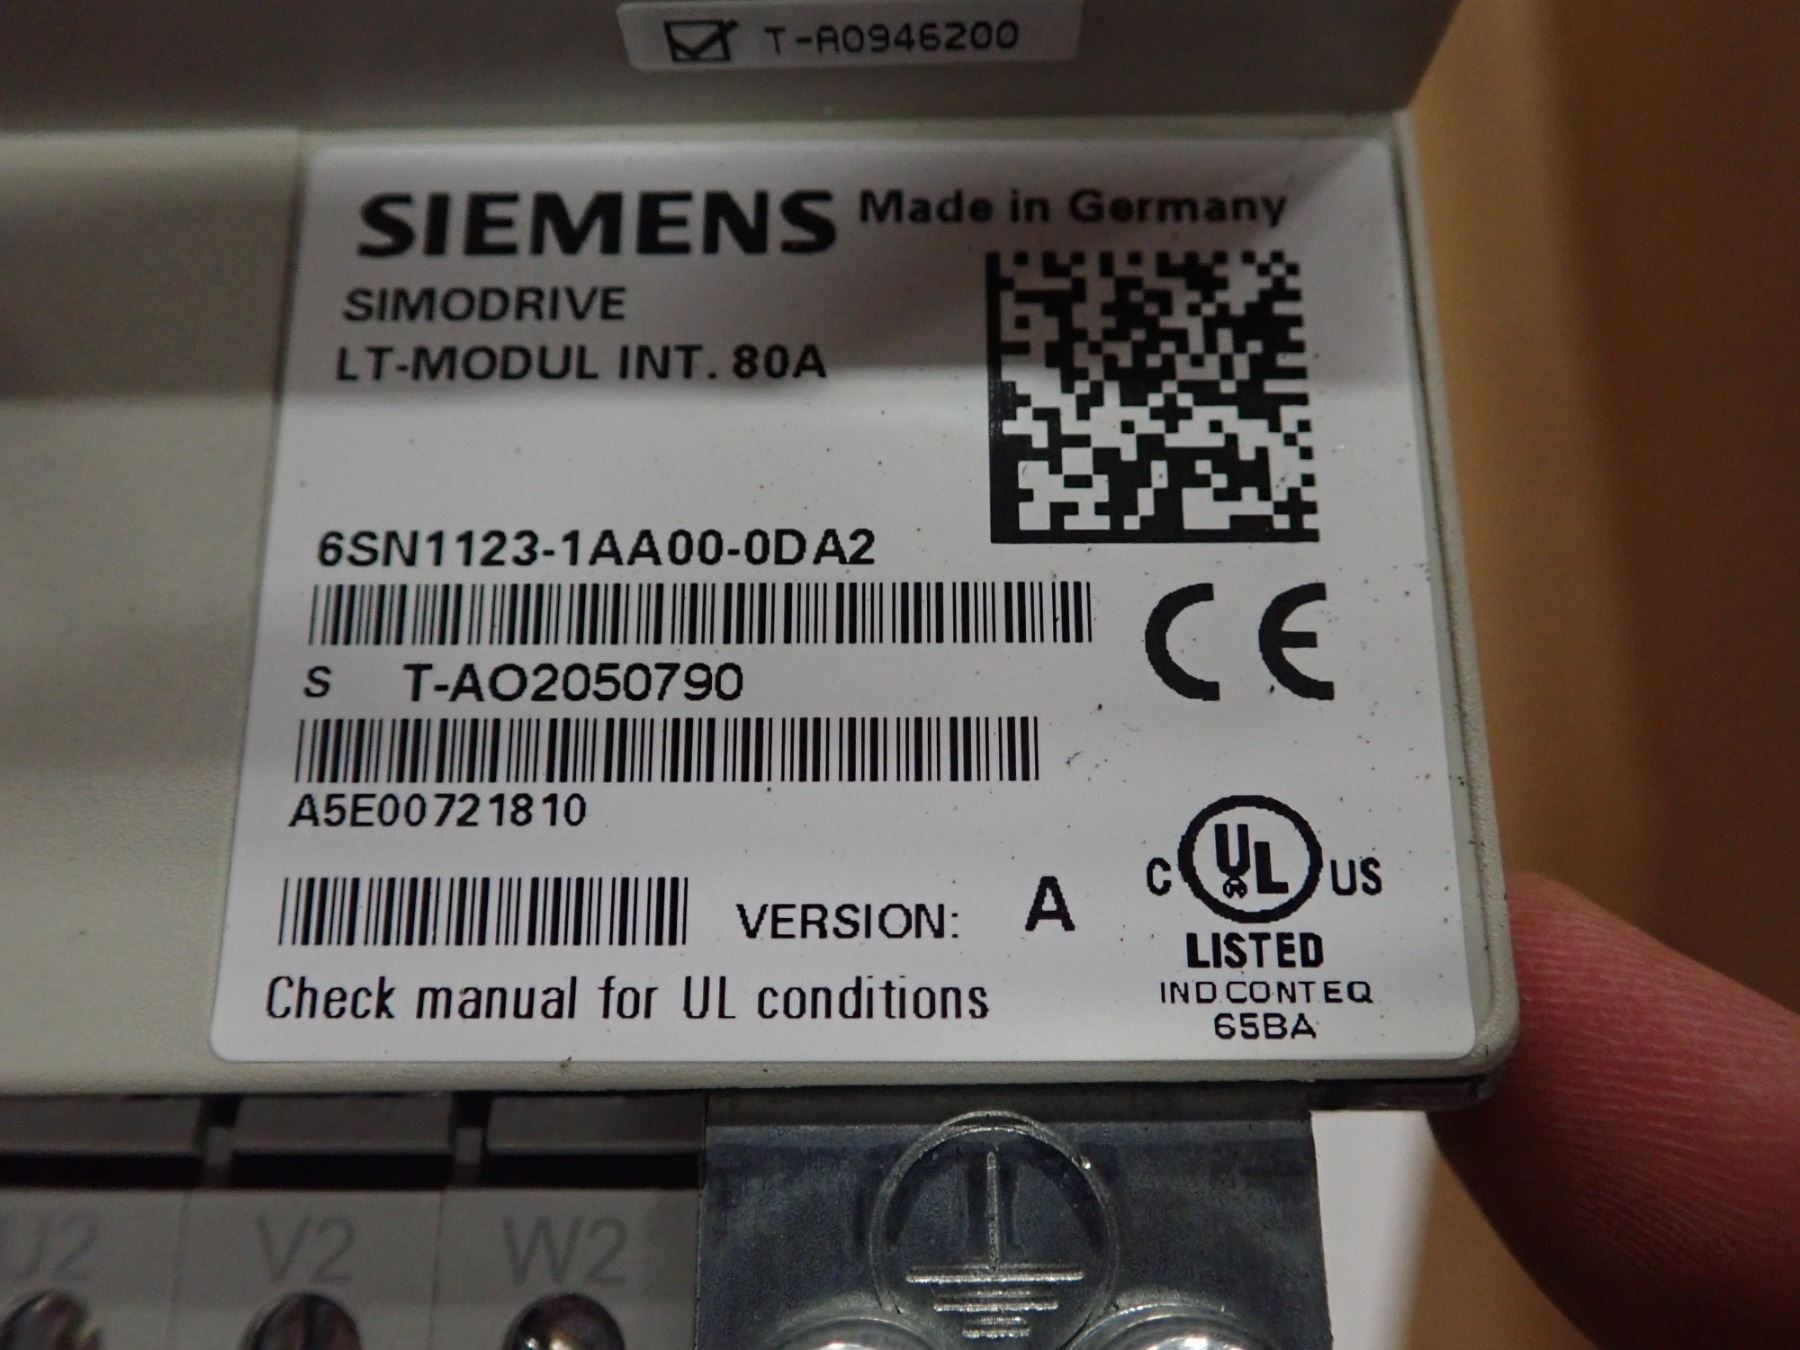 T-A0946200
SIEMENS Made in Germany
SIMODRIVE
LT-MODUL INT. 80A
6SN1123-1AA00-0DA2
S T-AO2050790
A5E00721810
VERSION: A
Check manual for UL conditions
CE
C UL US
LISTED
IND.CONT.EQ
65BA
U2 V2 W2